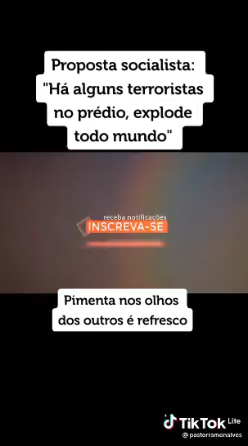 Proposta socialista:
"Há alguns terroristas
no prédio, explode
todo mundo"
receba notificações
INSCREVA-SE
Pimenta nos olhos
dos outros é refresco
TikTok Lite
@pastorramonalves